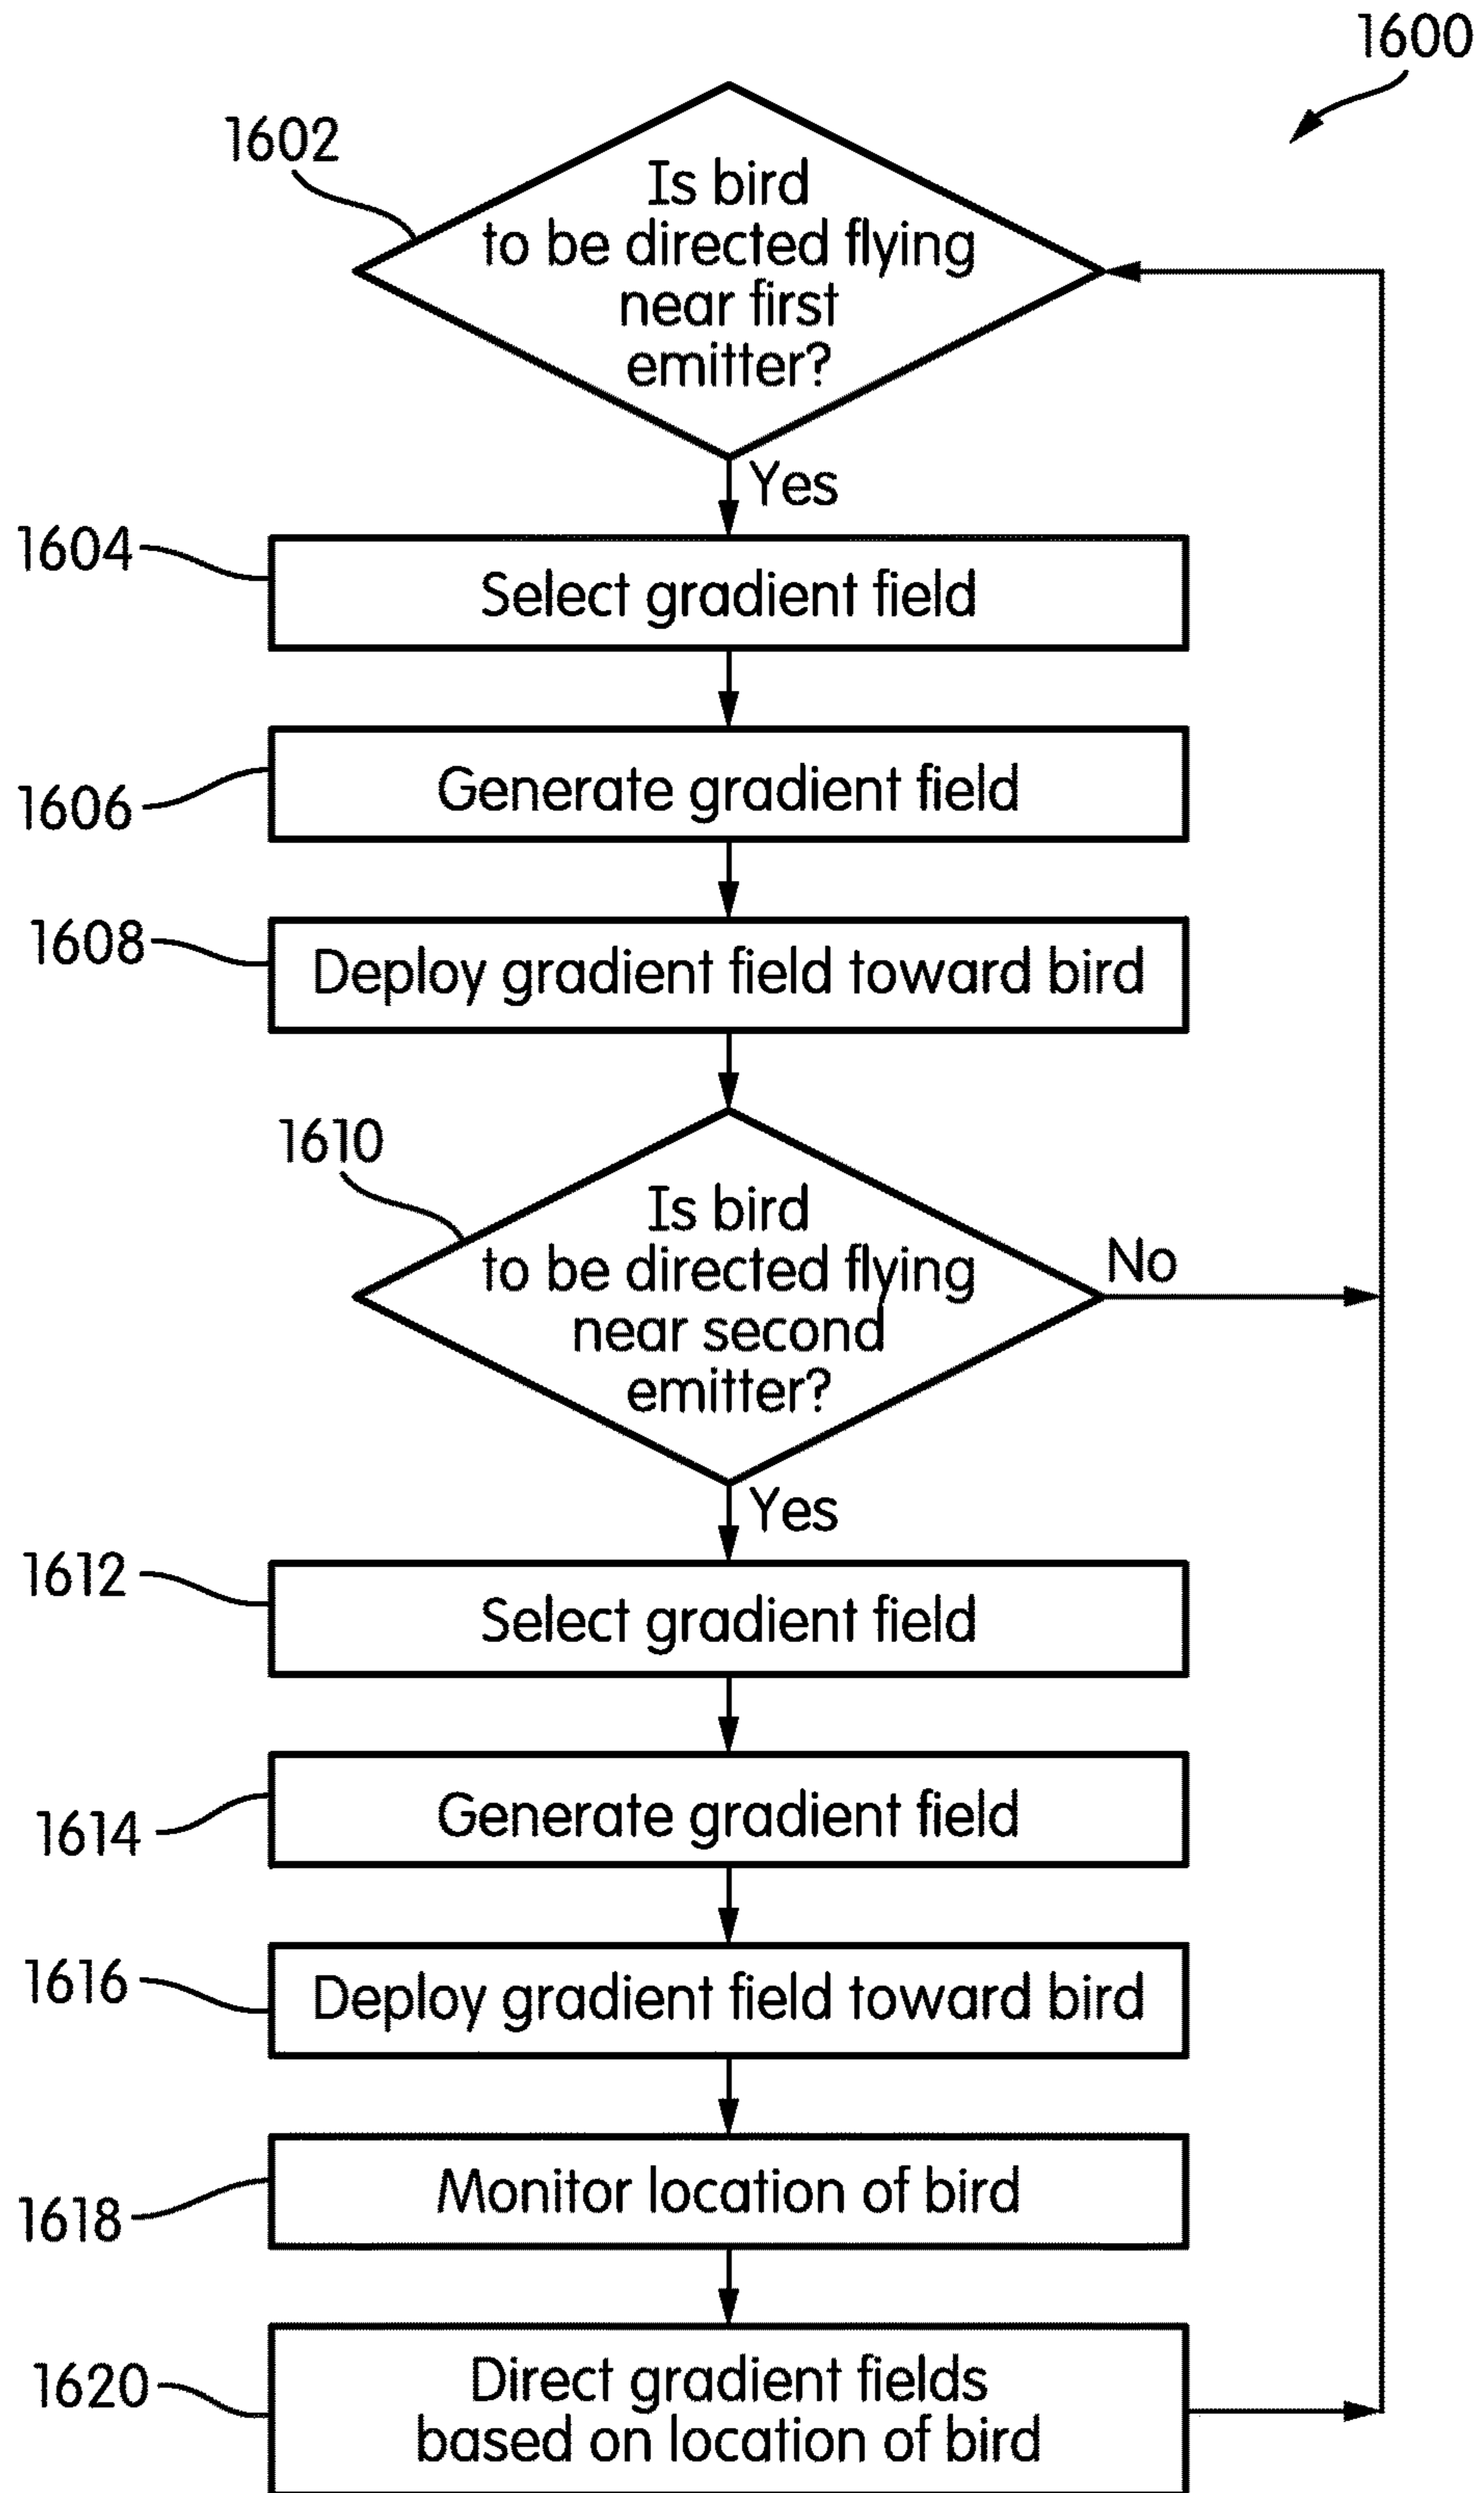 1600
1602
Is bird
to be directed flying
near first
emitter?
Yes
1604
Select gradient field
1606
Generate gradient field
1608
Deploy gradient field toward bird
1610
Is bird
to be directed flying
near second
emitter?
No
Yes
1612
Select gradient field
1614
Generate gradient field
1616
Deploy gradient field toward bird
1618
Monitor location of bird
1620
Direct gradient fields
based on location of bird